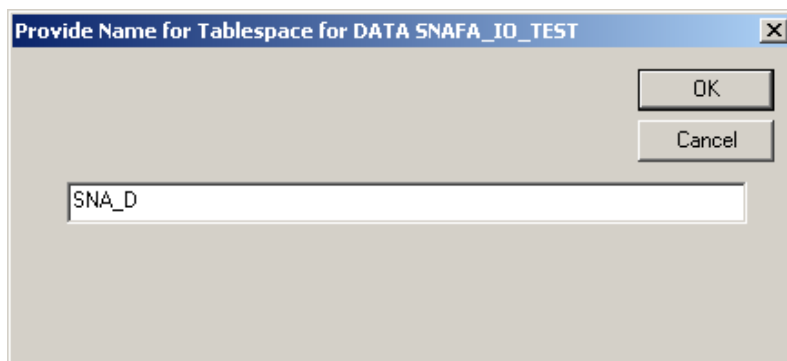 Provide Name for Tablespace for DATA SNAFA_IO_TEST
OK
Cancel
SNA_D